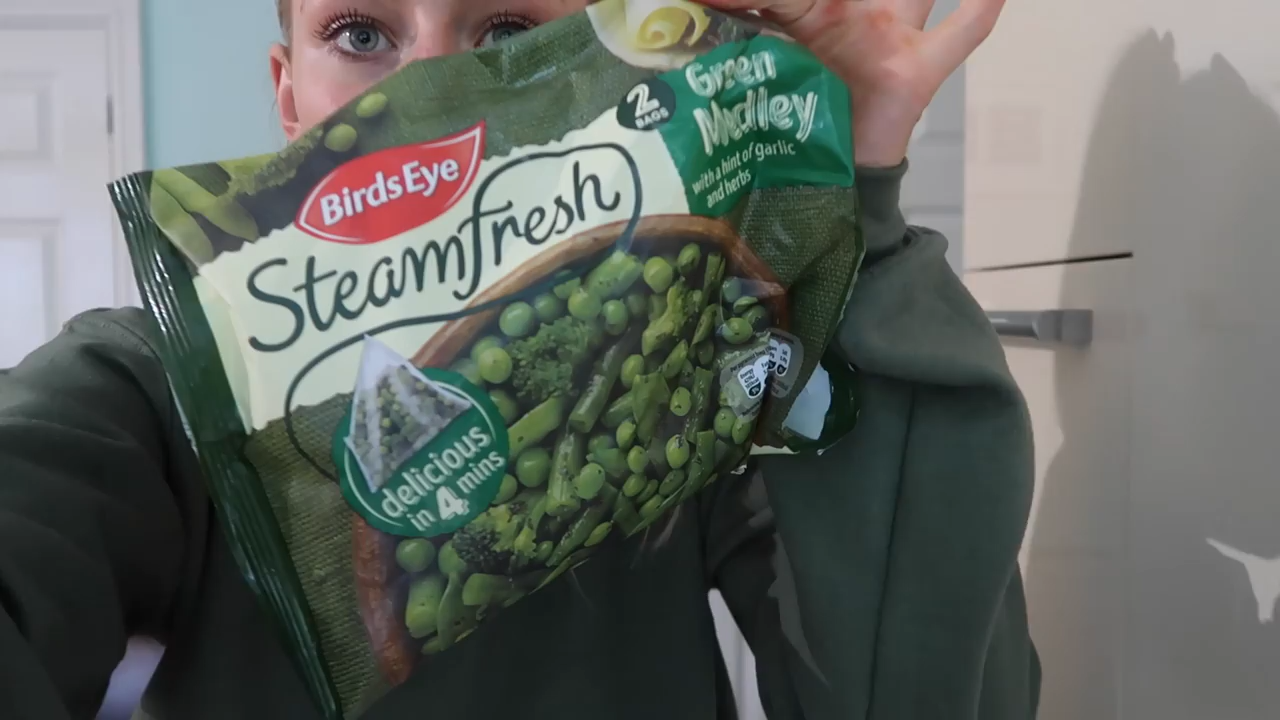 2
BAGS
Green
Medley
with a hint of garlic
and herbs
BirdsEye
Steamfresh
delicious
in 4 mins